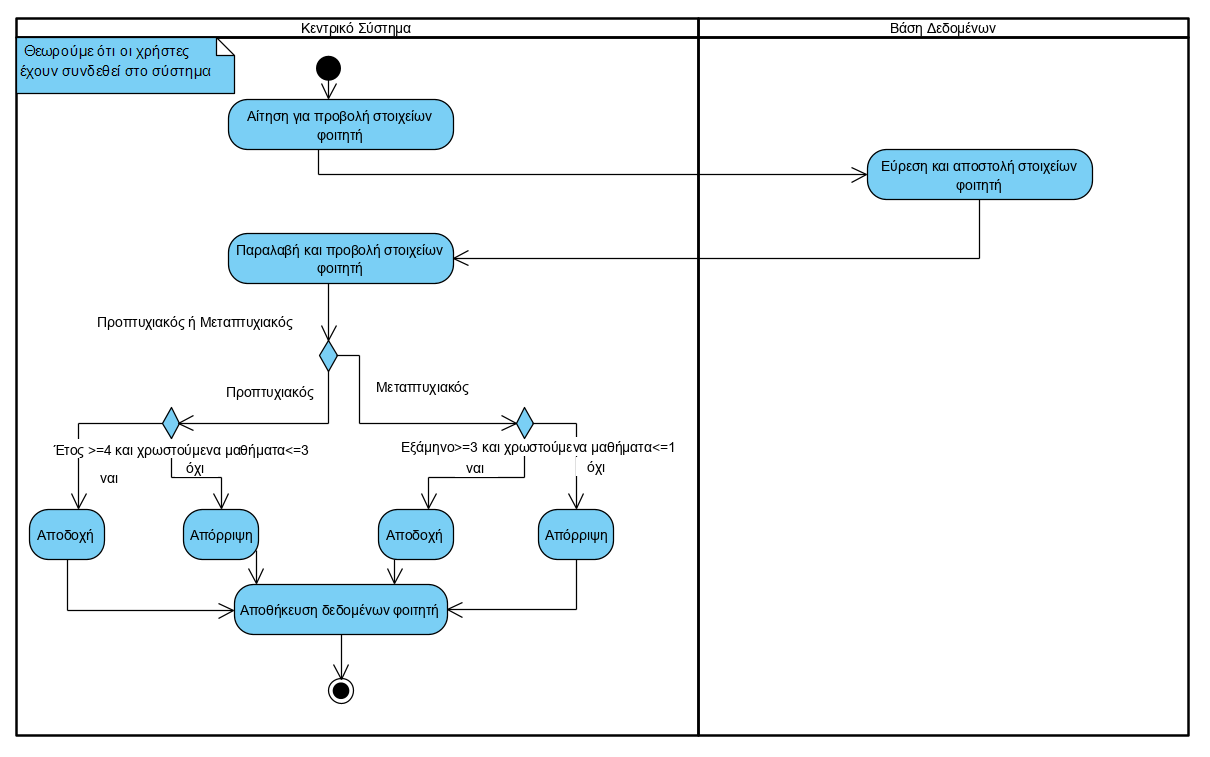 Κεντρικό Σύστημα
Βάση Δεδομένων
Θεωρούμε ότι οι χρήστες
έχουν συνδεθεί στο σύστημα
Αίτηση για προβολή στοιχείων
φοιτητή
Εύρεση και αποστολή στοιχείων
φοιτητή
Παραλαβή και προβολή στοιχείων
φοιτητή
Προπτυχιακός ή Μεταπτυχιακός
Προπτυχιακός
Μεταπτυχιακός
Έτος >=4 και χρωστούμενα μαθήματα<=3
Εξάμηνο>=3 και χρωστούμενα μαθήματα<=1
όχι
ναι
ναι
όχι
Αποδοχή
Απόρριψη
Αποδοχή
Απόρριψη
Αποθήκευση δεδομένων φοιτητή